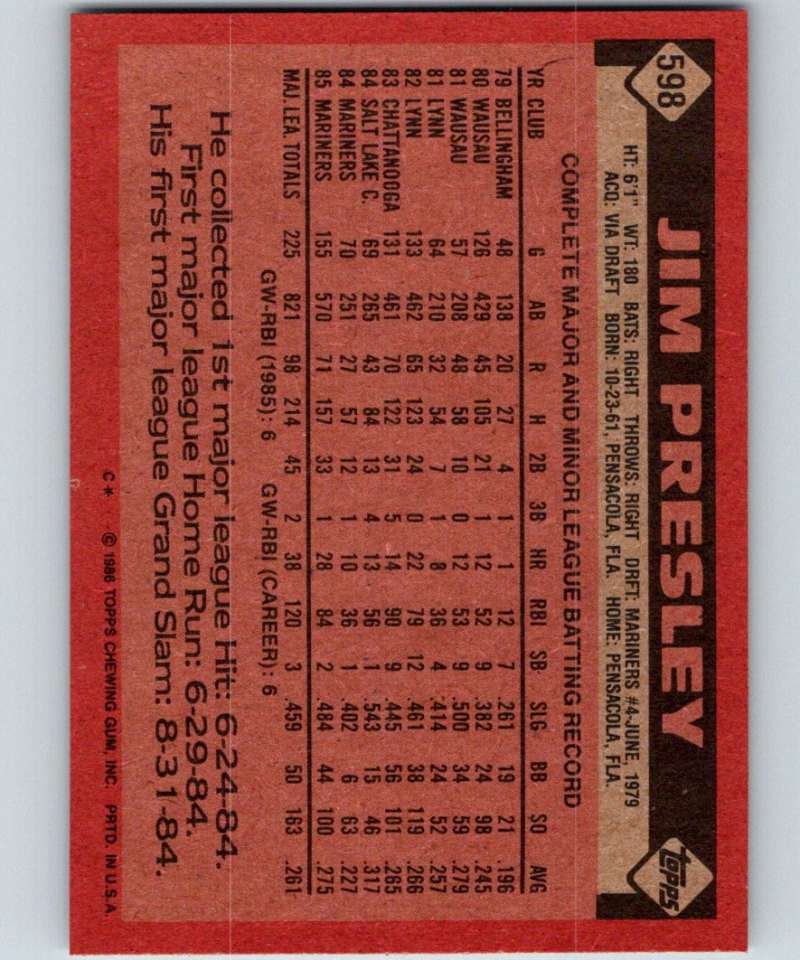 598
JIM PRESLEY
topps
HT: 6'1" WT: 180 BATS: RIGHT THROWS: RIGHT DRFT: MARINERS #4-JUNE, 1979
ACQ: VIA DRAFT BORN: 10-23-61, PENSACOLA, FLA. HOME: PENSACOLA, FLA.
COMPLETE MAJOR AND MINOR LEAGUE BATTING RECORD
YR CLUB G AB R H 2B 3B HR RBI SB SLG BB SO AVG
79 BELLINGHAM 48 138 20 27 4 1 1 12 7 .261 19 21 .196
80 WAUSAU 126 429 45 105 21 1 12 52 9 .382 24 98 .245
81 WAUSAU 57 208 48 58 10 0 12 53 9 .500 34 59 .279
81 LYNN 64 210 32 54 7 1 8 36 4 .414 24 52 .257
82 LYNN 133 462 65 123 24 0 22 79 12 .461 38 119 .266
83 CHATTANOOGA 131 461 70 122 31 5 14 90 9 .445 56 101 .265
84 SALT LAKE C. 69 265 43 84 13 4 13 56 1 .543 15 46 .317
84 MARINERS 70 251 27 57 12 1 10 36 1 .402 6 63 .227
85 MARINERS 155 570 71 157 33 1 28 84 2 .484 44 100 .275
MAJ. LEA. TOTALS 225 821 98 214 45 2 38 120 3 .459 50 163 .261
GW-RBI (1985): 6 GW-RBI (CAREER): 6
He collected 1st major league Hit: 6-24-84.
First major league Home Run: 6-29-84.
His first major league Grand Slam: 8-31-84.
C* © 1986 TOPPS CHEWING GUM, INC. PRTD. IN U.S.A.